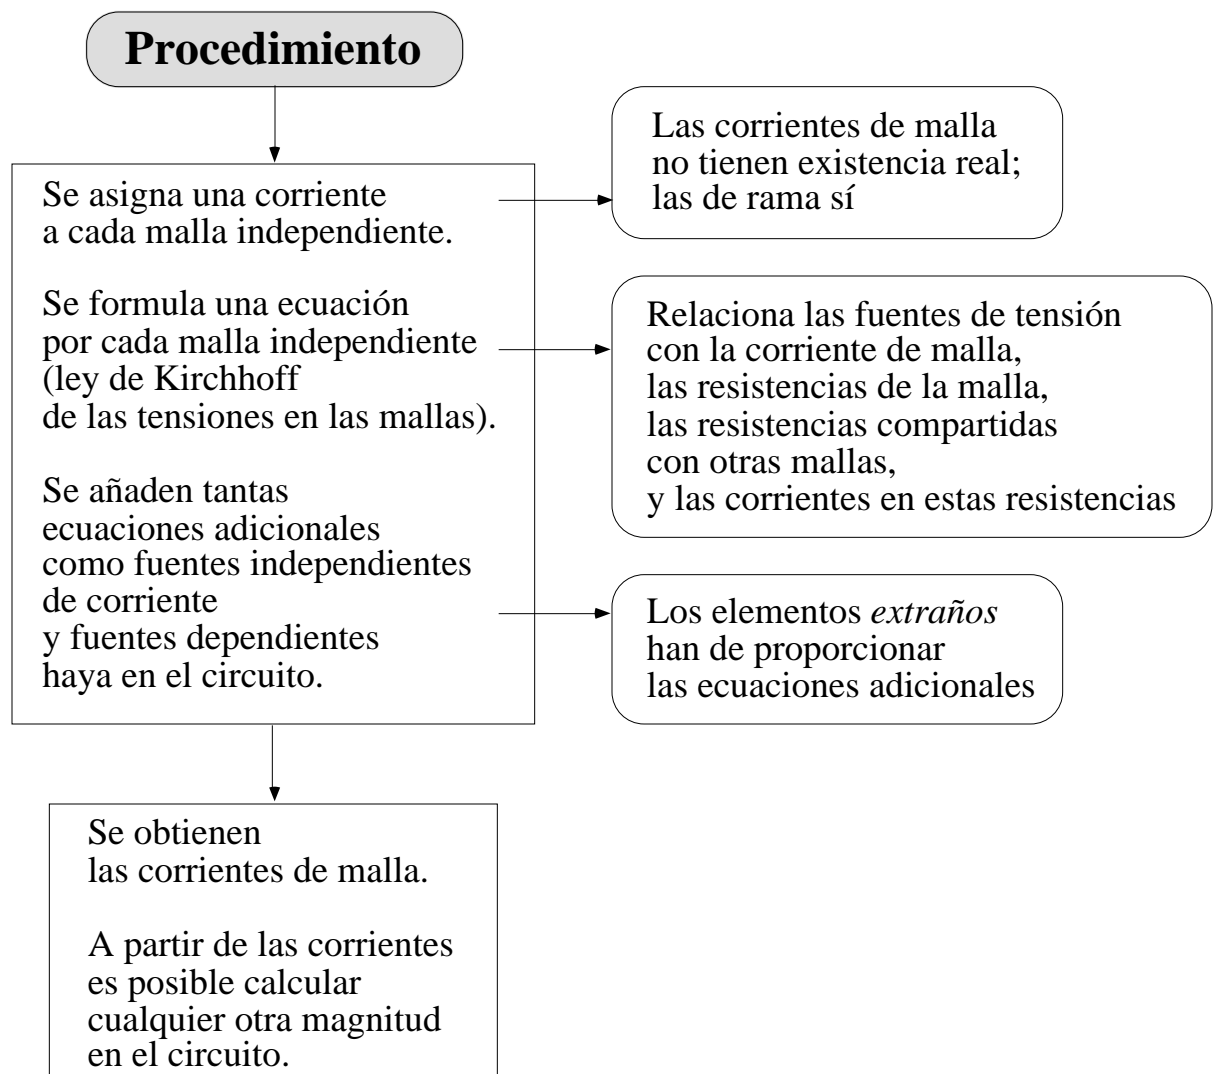 Procedimiento
Se asigna una corriente
a cada malla independiente.
Se formula una ecuación
por cada malla independiente
(ley de Kirchhoff
de las tensiones en las mallas).
Se añaden tantas
ecuaciones adicionales
como fuentes independientes
de corriente
y fuentes dependientes
haya en el circuito.
Las corrientes de malla
no tienen existencia real;
las de rama sí
Relaciona las fuentes de tensión
con la corriente de malla,
las resistencias de la malla,
las resistencias compartidas
con otras mallas,
y las corrientes en estas resistencias
Los elementos extraños
han de proporcionar
las ecuaciones adicionales
Se obtienen
las corrientes de malla.
A partir de las corrientes
es posible calcular
cualquier otra magnitud
en el circuito.